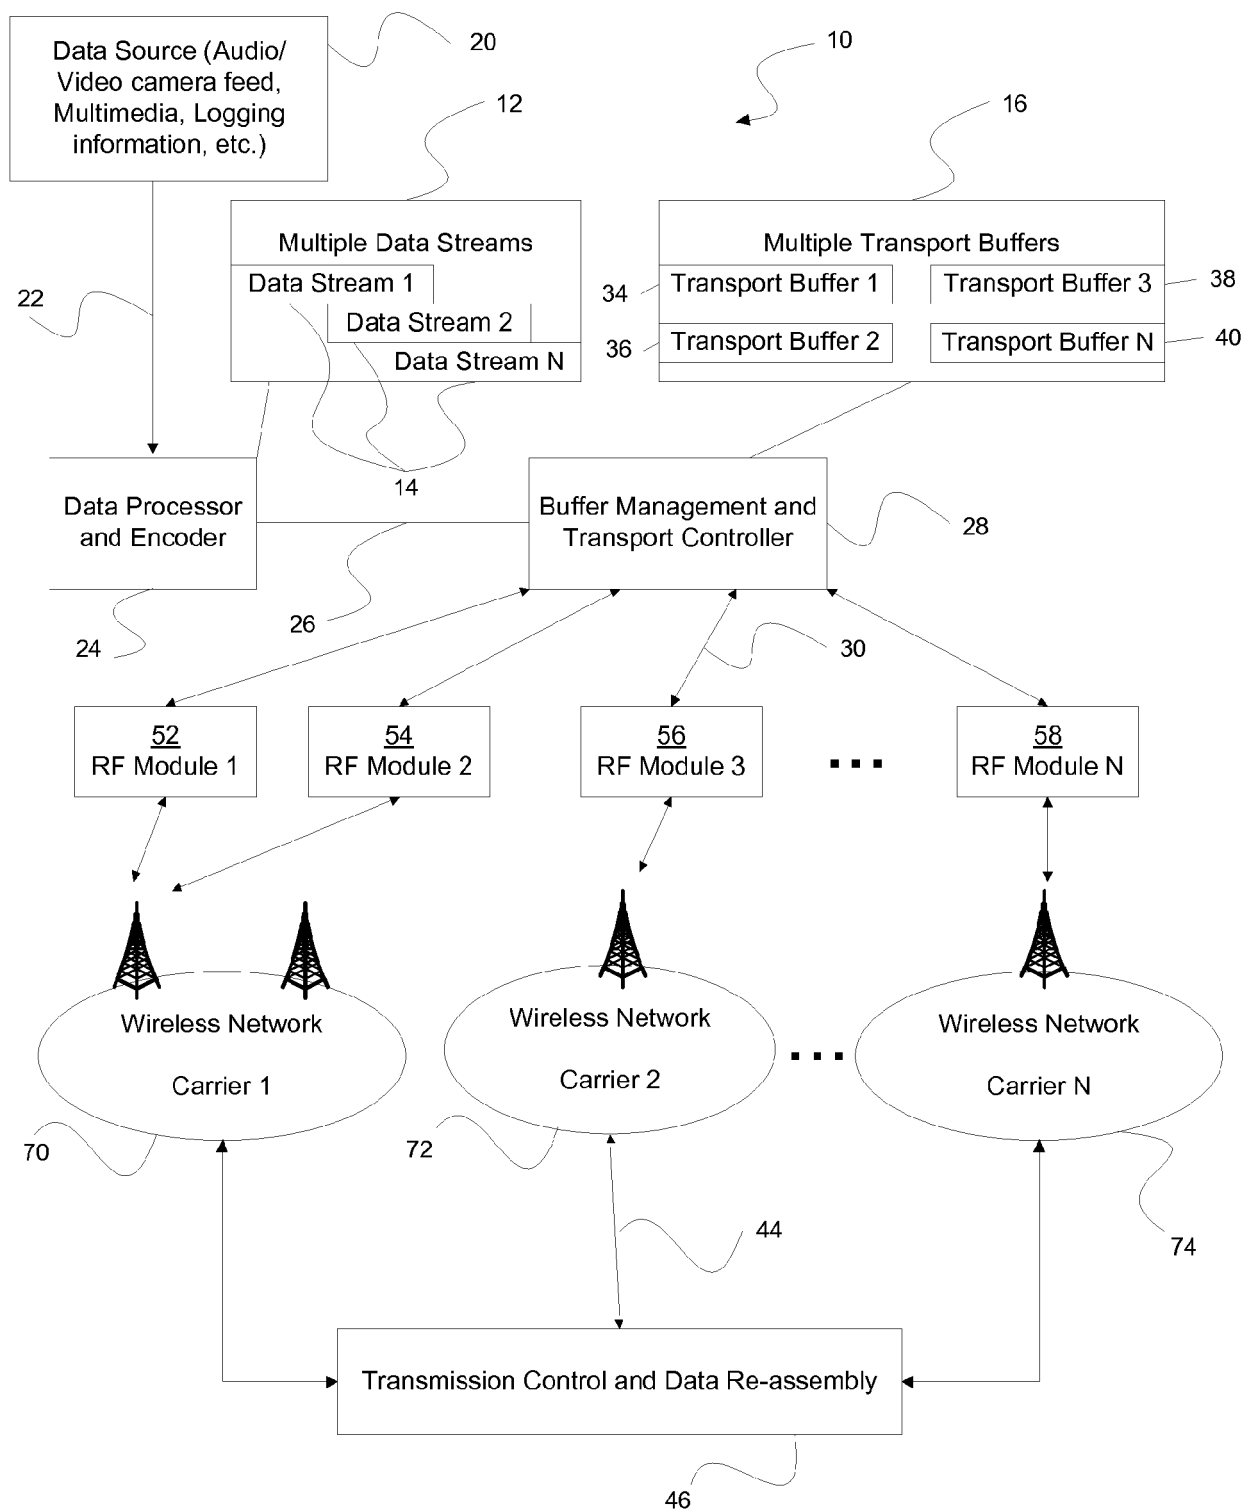 Data Source (Audio/
Video camera feed,
Multimedia, Logging
information, etc.)
20
10
12
16
Multiple Data Streams
Data Stream 1
Data Stream 2
Data Stream N
Multiple Transport Buffers
34
Transport Buffer 1
Transport Buffer 3
38
36
Transport Buffer 2
Transport Buffer N
40
22
14
Data Processor
and Encoder
Buffer Management and
Transport Controller
28
24
26
30
52
RF Module 1
54
RF Module 2
56
RF Module 3
58
RF Module N
Wireless Network
Carrier 1
Wireless Network
Carrier 2
Wireless Network
Carrier N
70
72
74
44
Transmission Control and Data Re-assembly
46